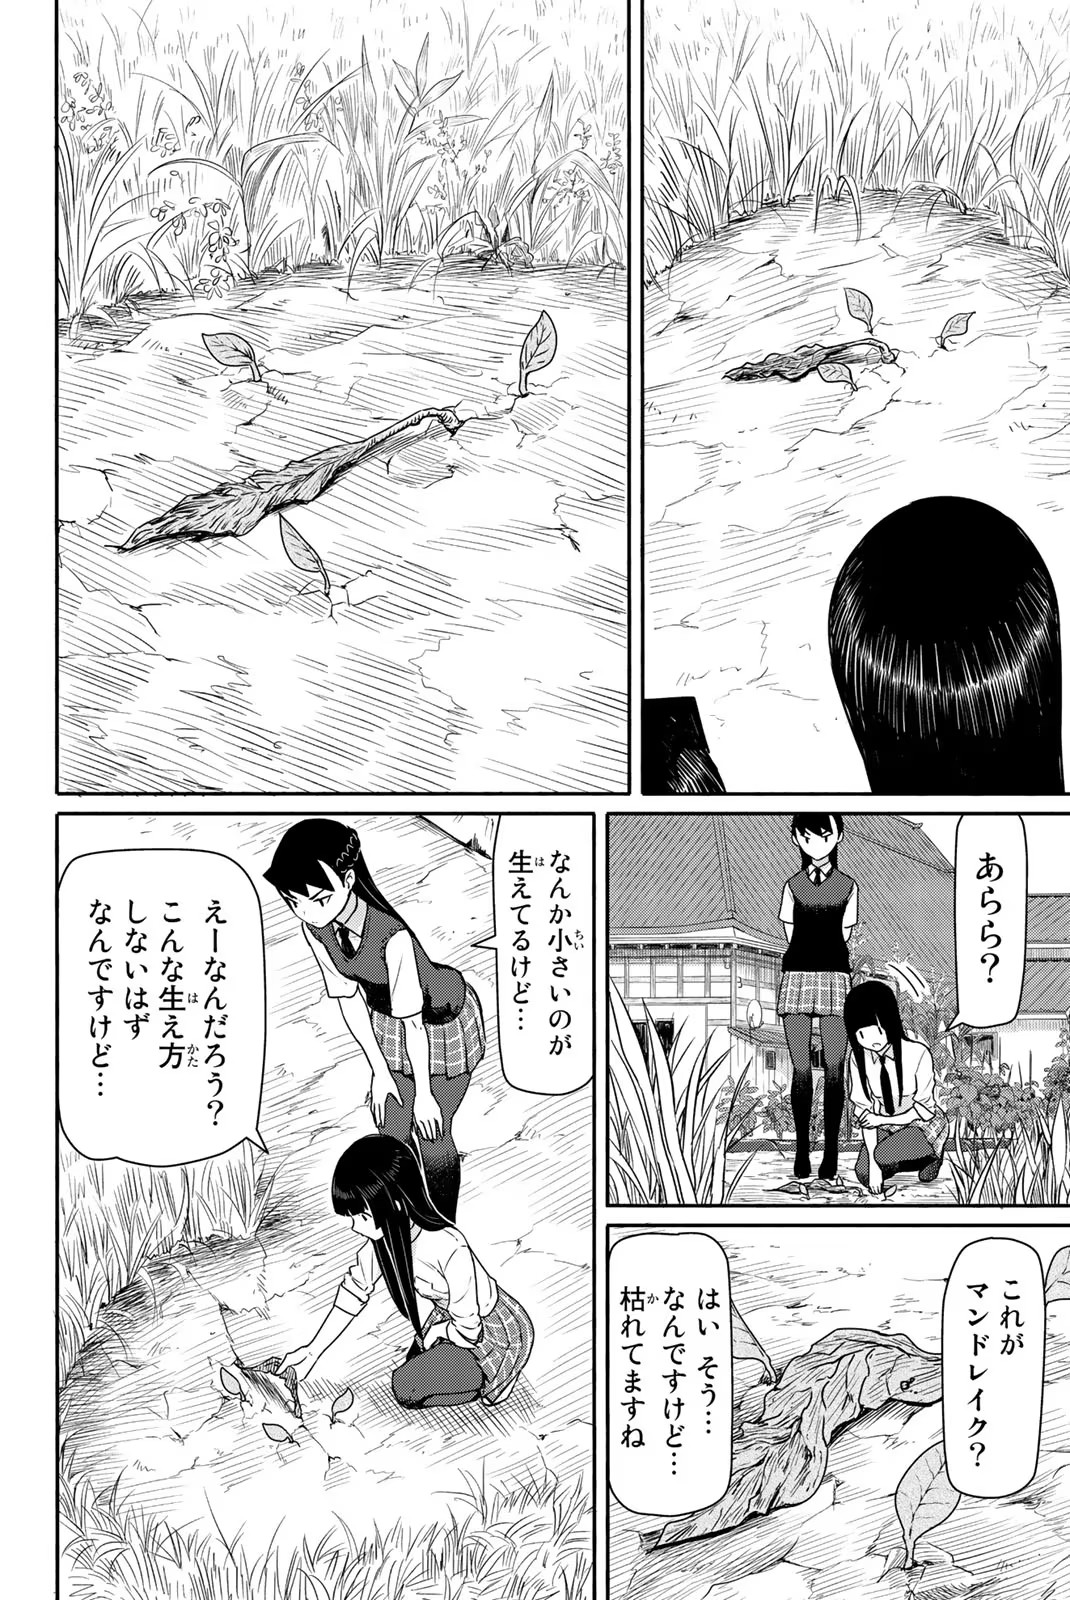 あらら？
これが
マンドレイク？
はい そう…
なんですけど…
枯れてますね
なんか小さいのが
生えてるけど…
えーなんだろう？
こんな生え方
しないはず
なんですけど…